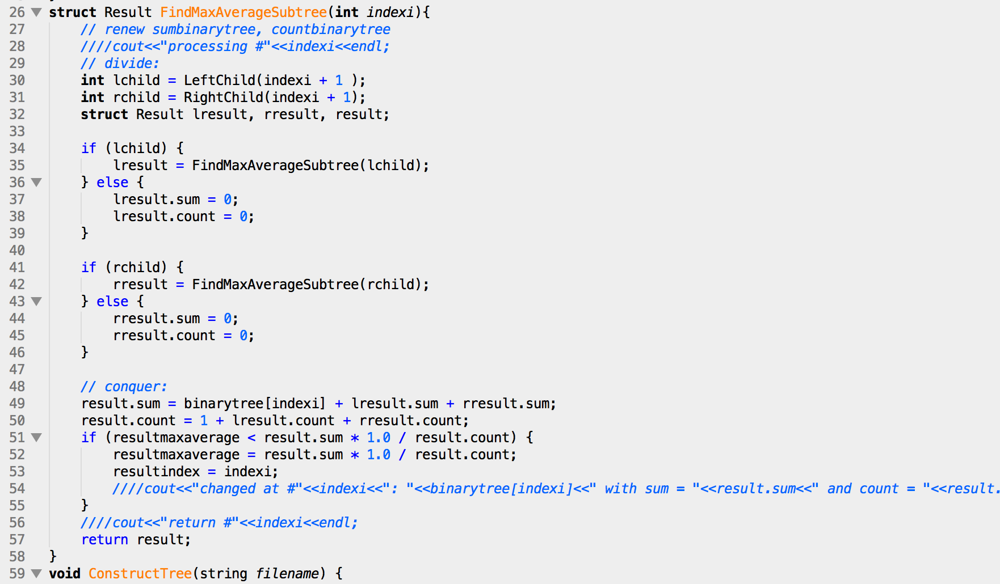 26 struct Result FindMaxAverageSubtree(int indexi){
27     // renew sumbinarytree, countbinarytree
28     ////cout<<"processing #"<<indexi<<endl;
29     // divide:
30     int lchild = LeftChild(indexi + 1 );
31     int rchild = RightChild(indexi + 1);
32     struct Result lresult, rresult, result;
33
34     if (lchild) {
35         lresult = FindMaxAverageSubtree(lchild);
36     } else {
37         lresult.sum = 0;
38         lresult.count = 0;
39     }
40
41     if (rchild) {
42         rresult = FindMaxAverageSubtree(rchild);
43     } else {
44         rresult.sum = 0;
45         rresult.count = 0;
46     }
47
48     // conquer:
49     result.sum = binarytree[indexi] + lresult.sum + rresult.sum;
50     result.count = 1 + lresult.count + rresult.count;
51     if (resultmaxaverage < result.sum * 1.0 / result.count) {
52         resultmaxaverage = result.sum * 1.0 / result.count;
53         resultindex = indexi;
54         ////cout<<"changed at #"<<indexi<<": "<<binarytree[indexi]<<" with sum = "<<result.sum<<" and count = "<<result.
55     }
56     ////cout<<"return #"<<indexi<<endl;
57     return result;
58 }
59 void ConstructTree(string filename) {